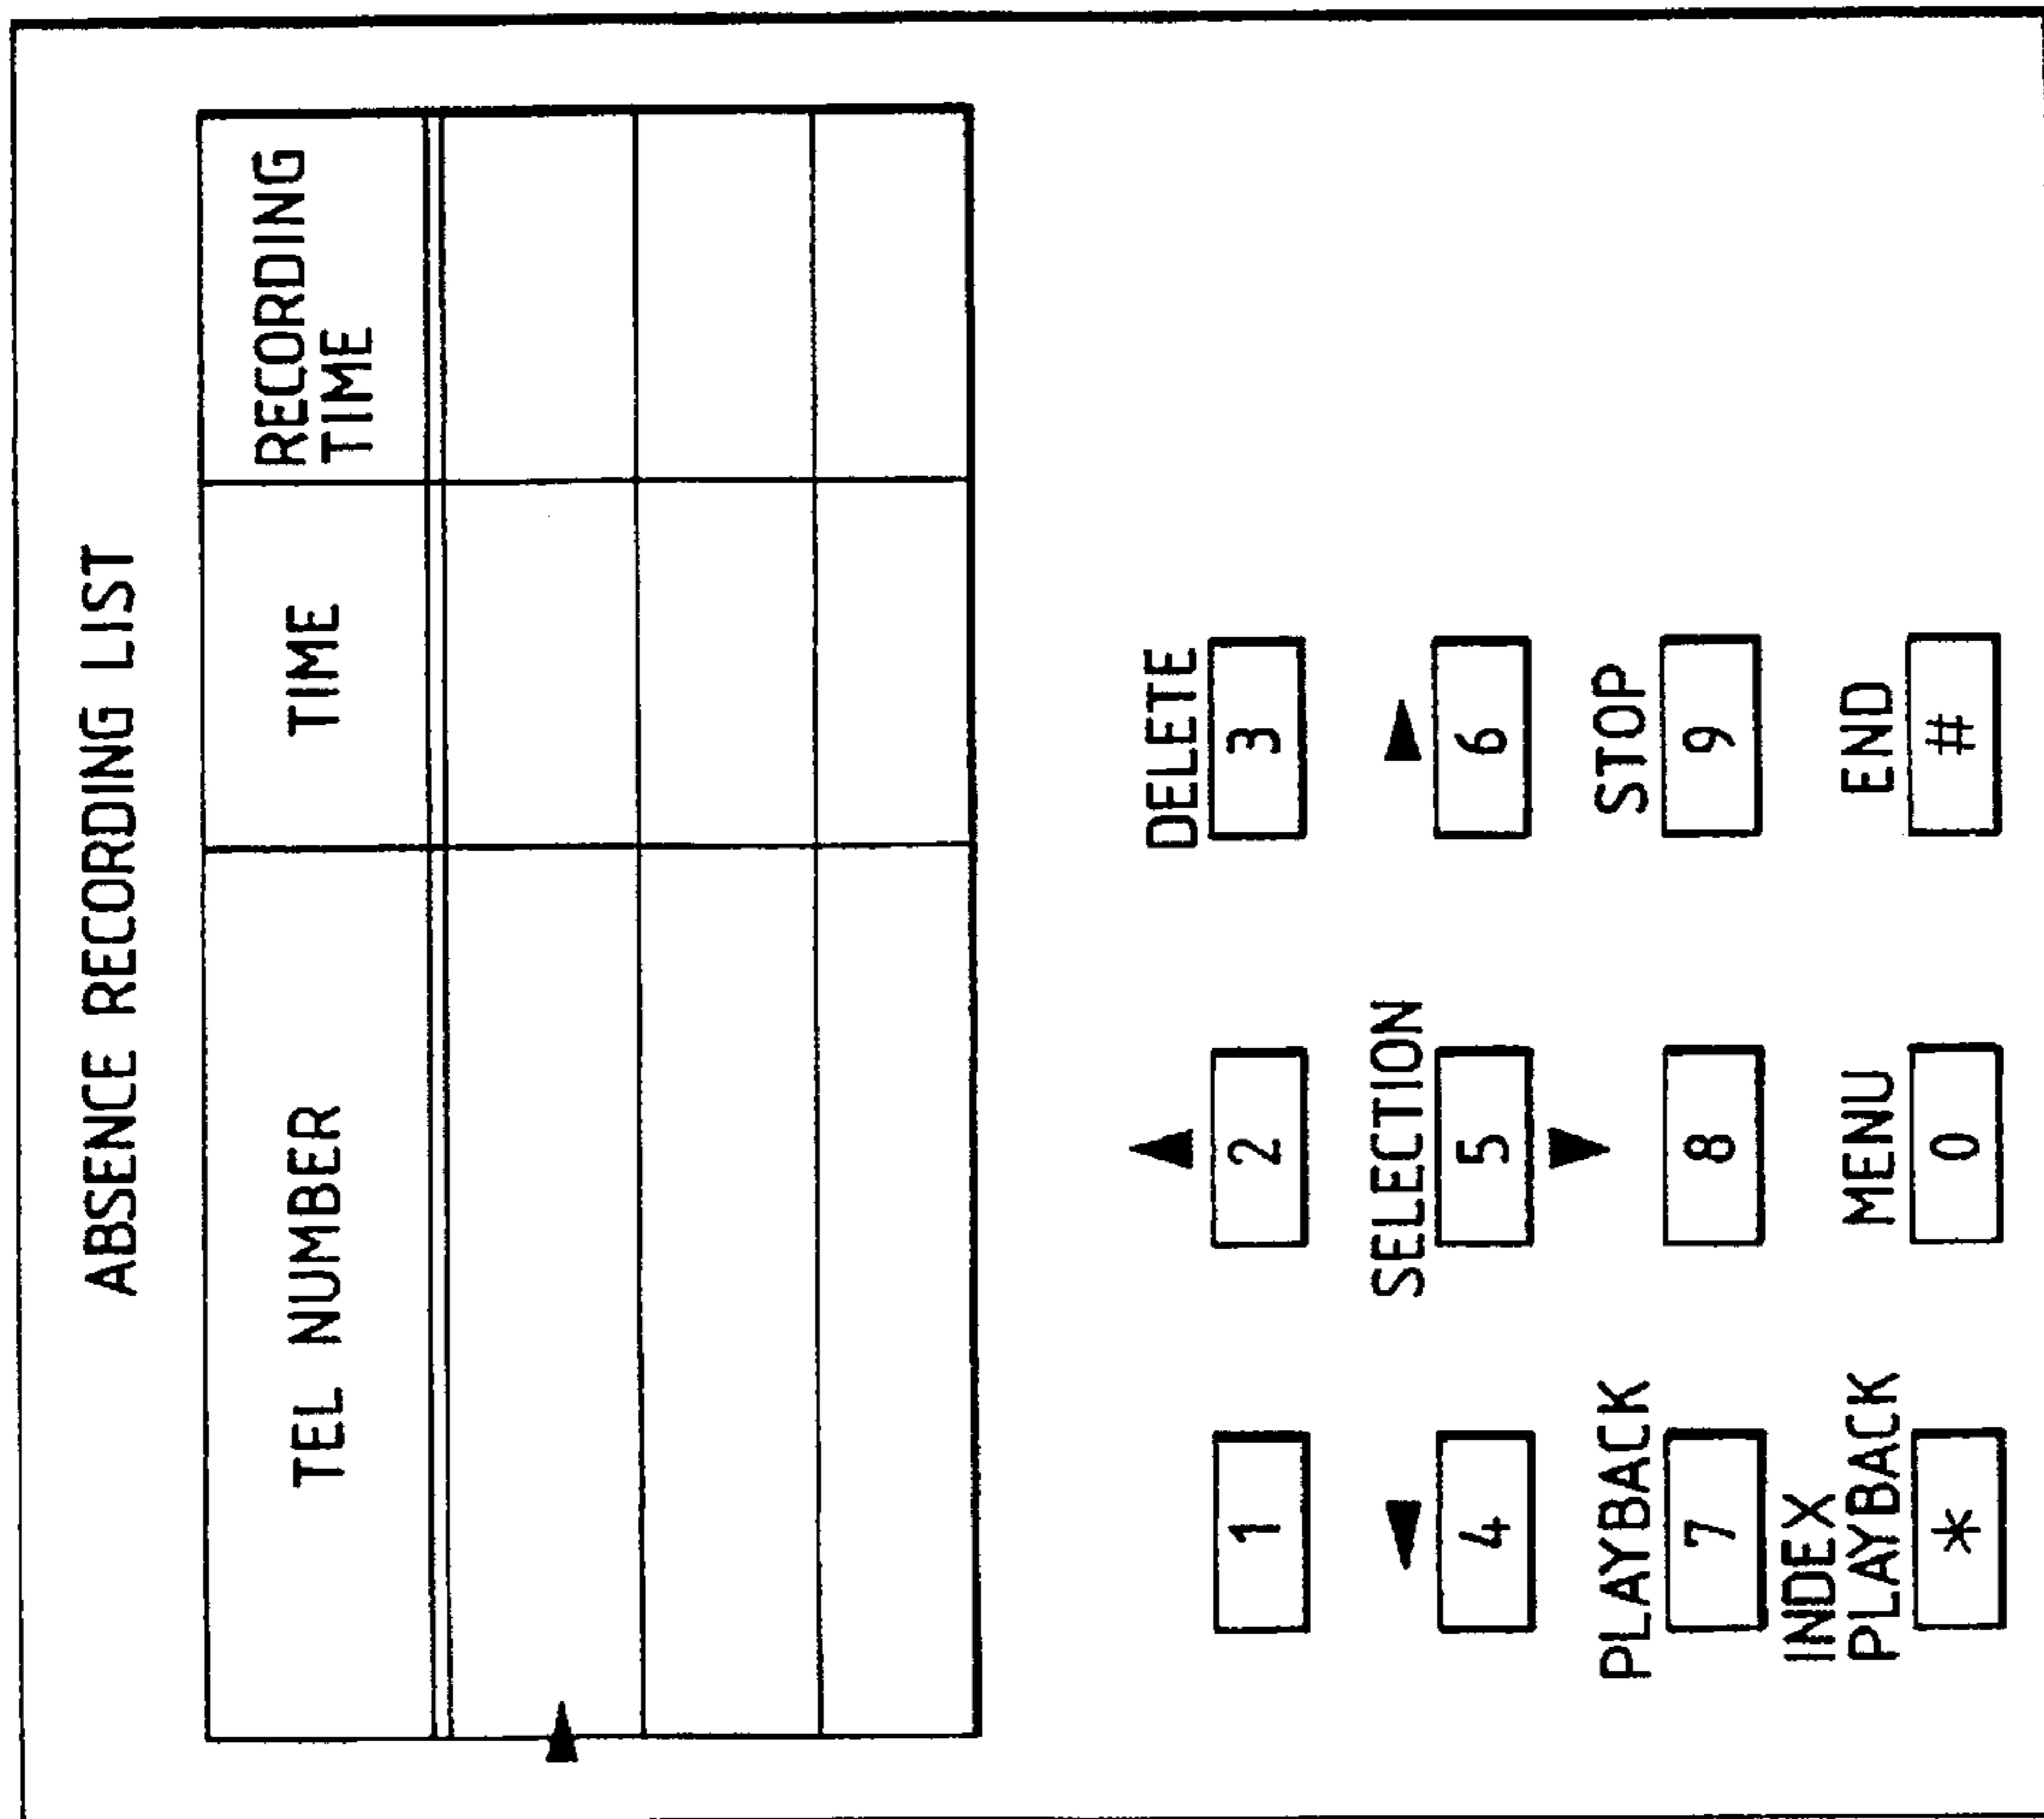 ABSENCE RECORDING LIST
TEL NUMBER
TIME
RECORDING
TIME
DELETE
1
2
3
SELECTION
4
5
6
PLAYBACK
STOP
7
8
9
INDEX
PLAYBACK
MENU
END
*
0
#